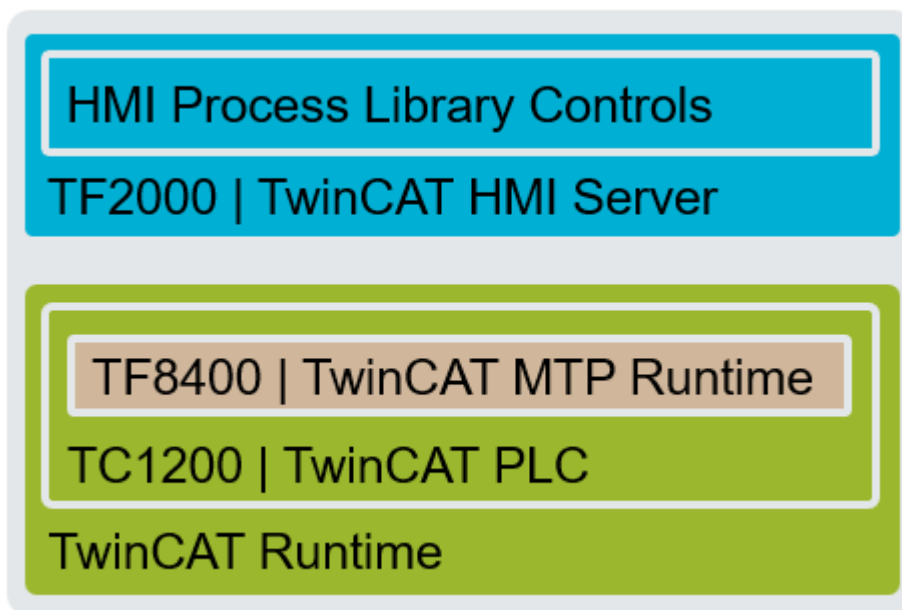 HMI Process Library Controls
TF2000 | TwinCAT HMI Server
TF8400 | TwinCAT MTP Runtime
TC1200 | TwinCAT PLC
TwinCAT Runtime